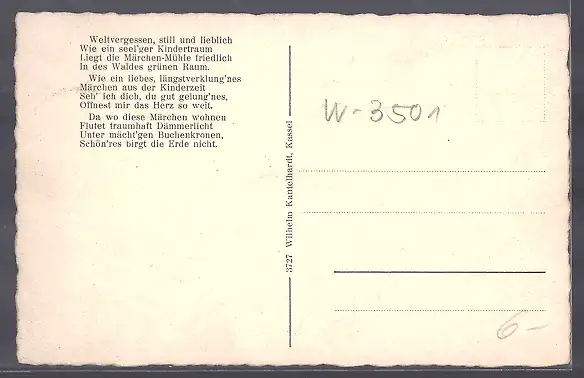 Weltvergessen, still und lieblich
Wie ein seel'ger Kindertraum
Liegt die Märchen-Mühle friedlich
In des Waldes grünen Raum.
Wie ein liebes, längstverklung'nes
Märchen aus der Kinderzeit
Seh' ich dich, du gut gelung'nes,
Öffnest mir das Herz so weit.
Da wo diese Märchen wohnen
Flutet traumhaft Dämmerlicht
Unter mächt'gen Buchenkronen,
Schön'res birgt die Erde nicht.
3727 Wilhelm Kantelhardt, Kassel
W-3501
6-